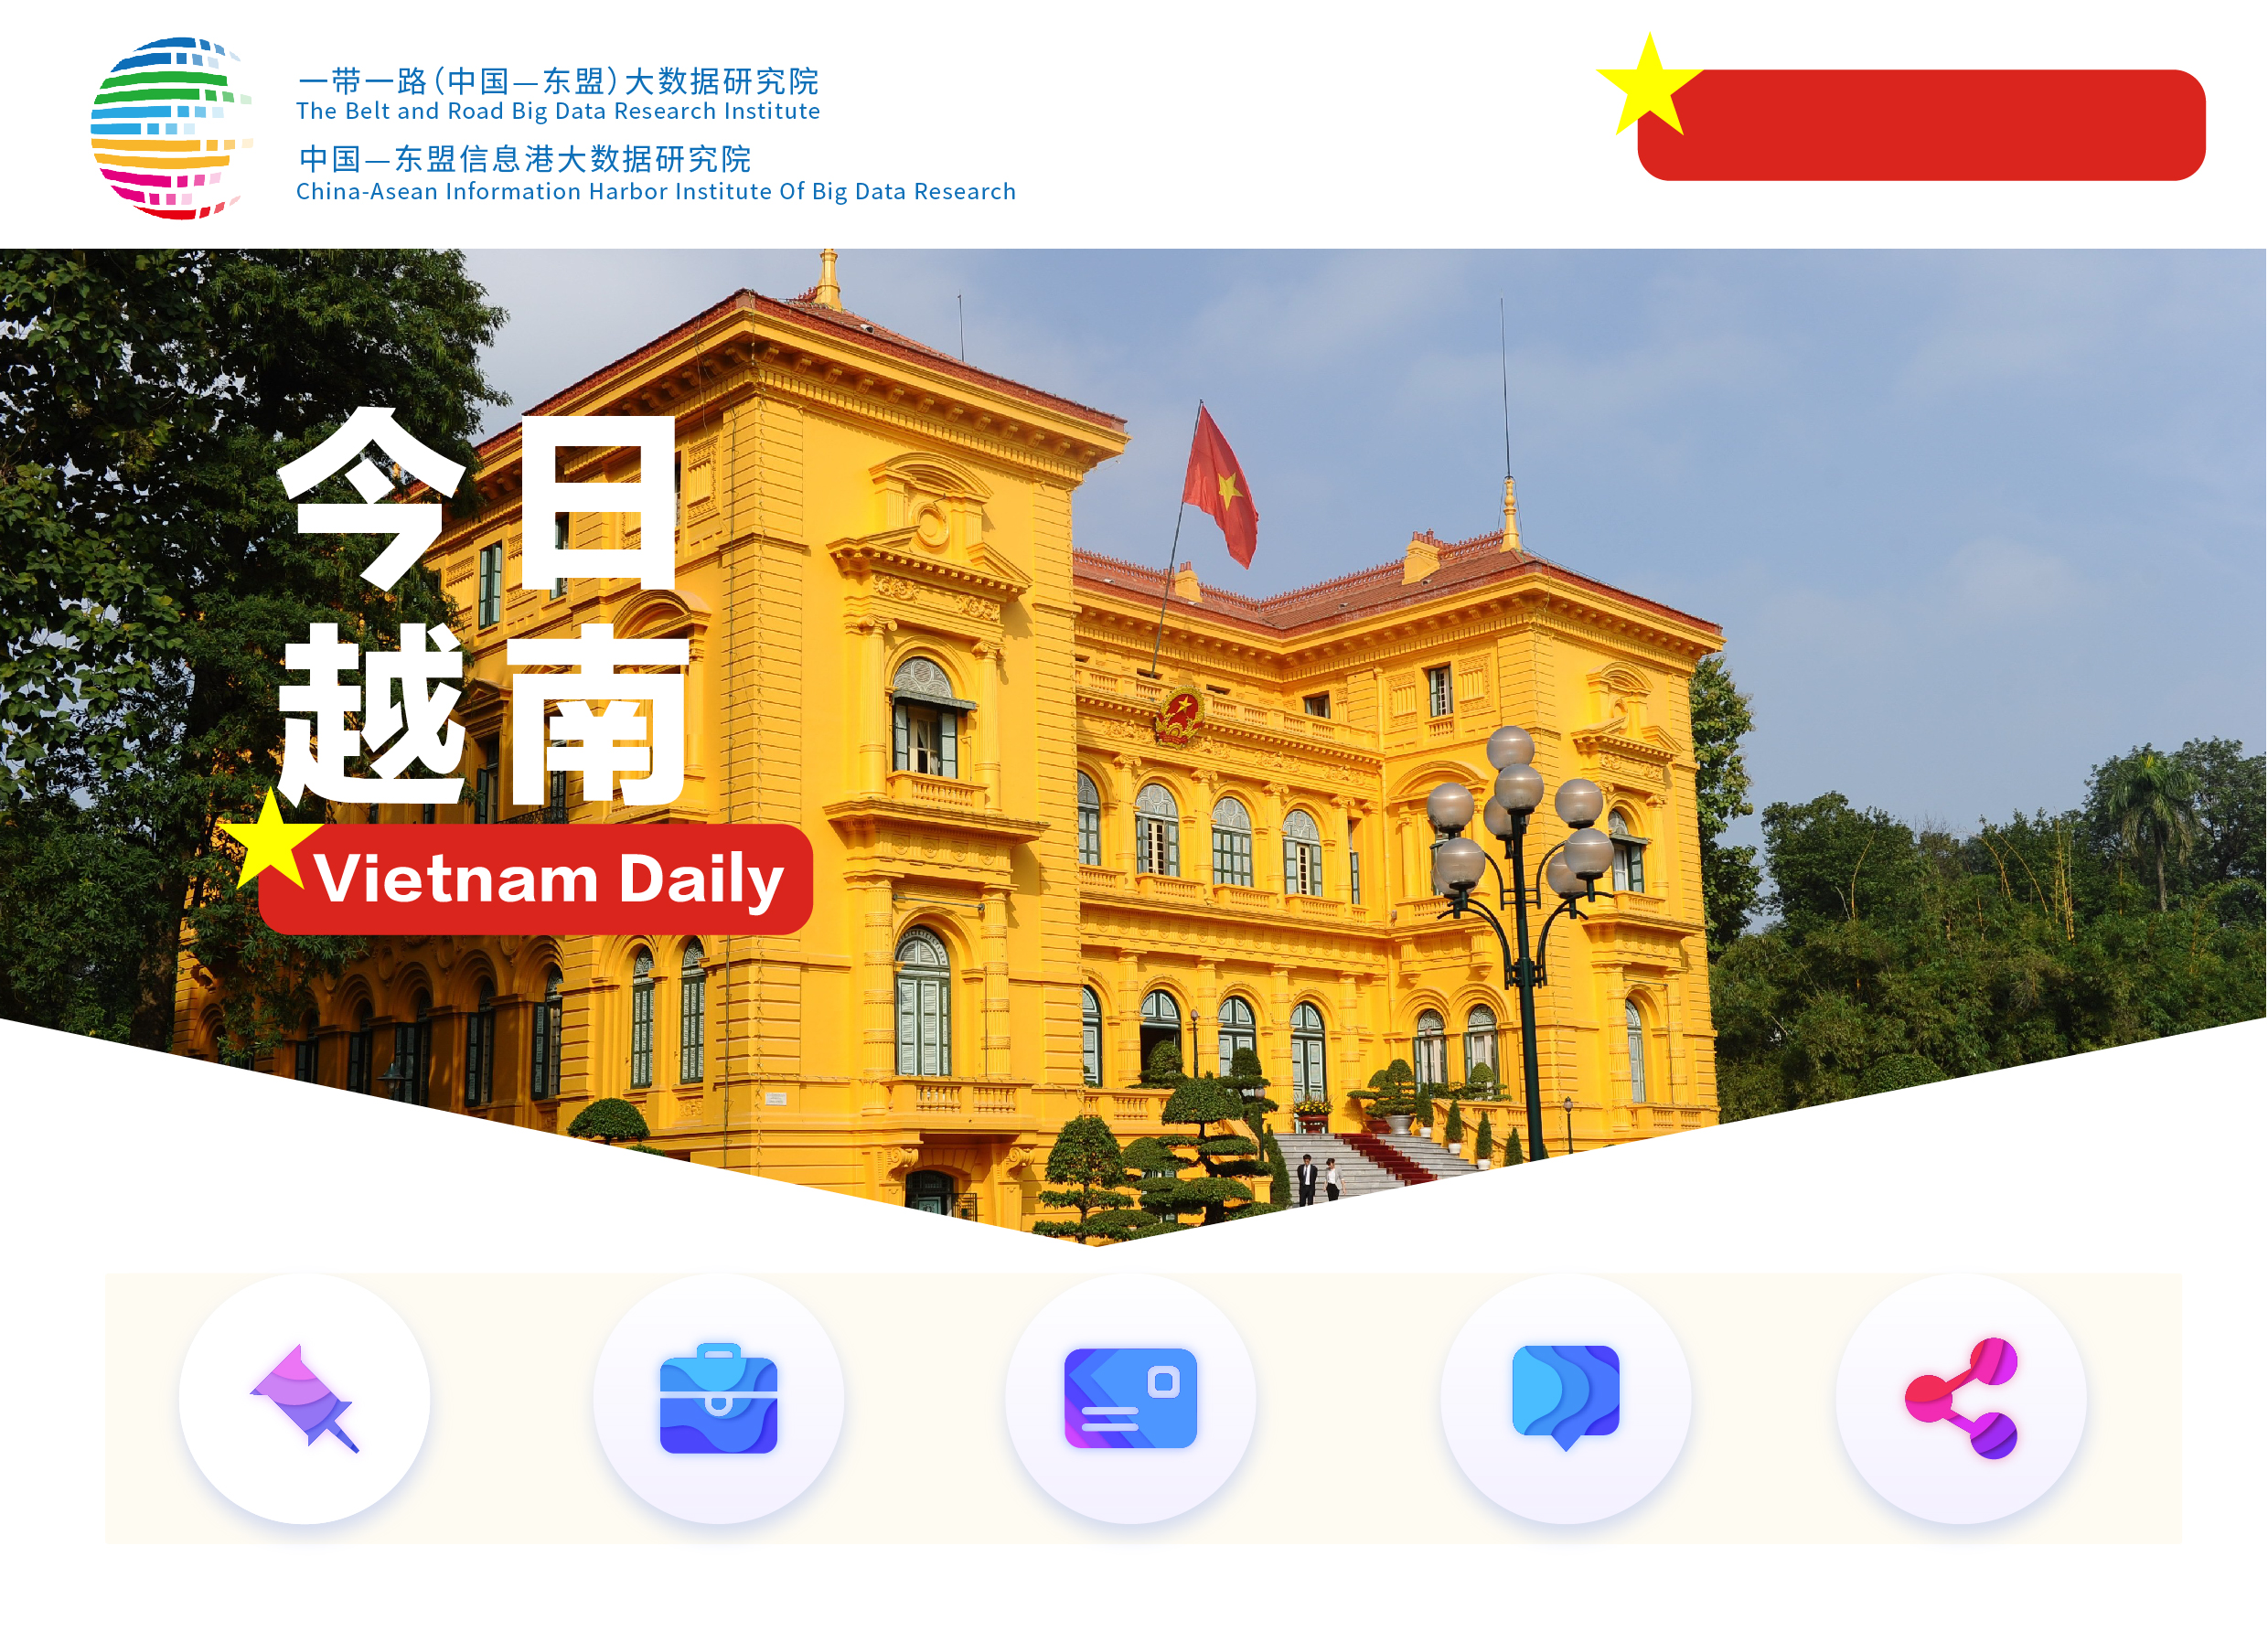 一带一路(中国—东盟)大数据研究院
The Belt and Road Big Data Research Institute
中国—东盟信息港大数据研究院
China-Asean Information Harbor Institute Of Big Data Research
今日
越南
Vietnam Daily